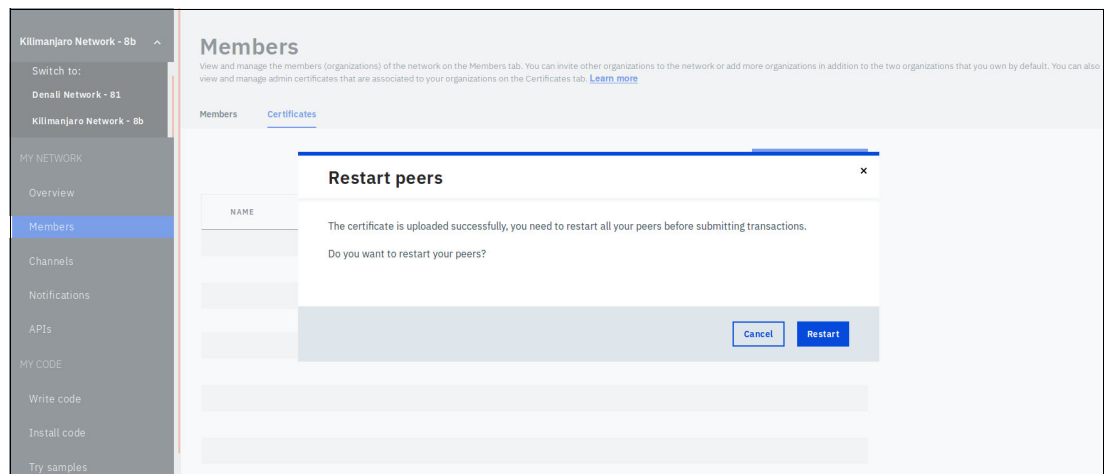 Kilimanjaro Network - 8b
Switch to:
Denali Network - 81
Kilimanjaro Network - 8b
MY NETWORK
Overview
Members
Channels
Notifications
APIs
MY CODE
Write code
Install code
Try samples
Members
View and manage the members (organizations) of the network on the Members tab. You can invite other organizations to the network or add more organizations in addition to the two organizations that you own by default. You can also
view and manage admin certificates that are associated to your organizations on the Certificates tab. Learn more
Members Certificates
NAME
Restart peers ×
The certificate is uploaded successfully, you need to restart all your peers before submitting transactions.
Do you want to restart your peers?
Cancel Restart